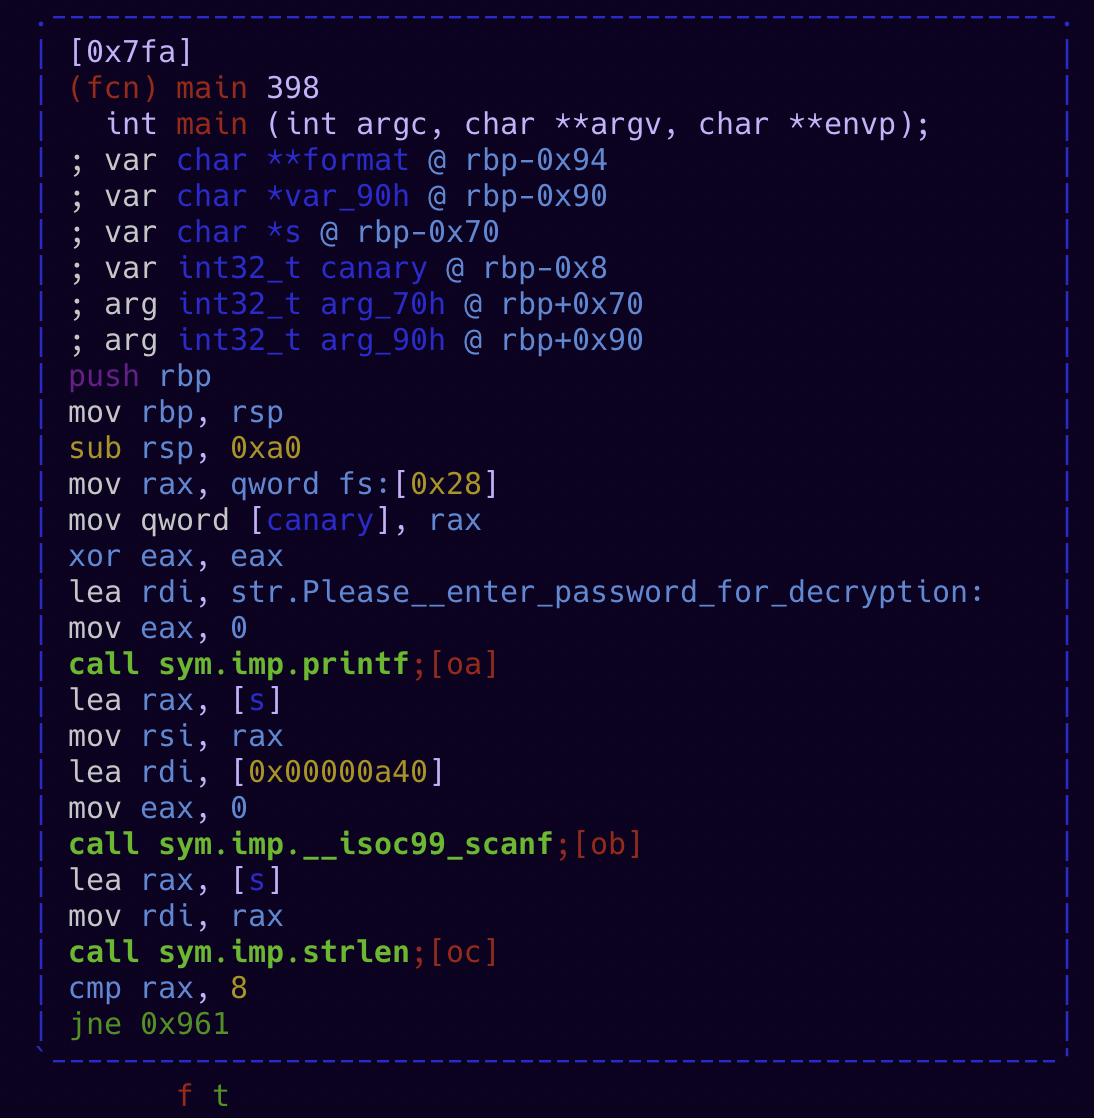 [0x7fa]
(fcn) main 398
int main (int argc, char **argv, char **envp);
; var char **format @ rbp-0x94
; var char *var_90h @ rbp-0x90
; var char *s @ rbp-0x70
; var int32_t canary @ rbp-0x8
; arg int32_t arg_70h @ rbp+0x70
; arg int32_t arg_90h @ rbp+0x90
push rbp
mov rbp, rsp
sub rsp, 0xa0
mov rax, qword fs:[0x28]
mov qword [canary], rax
xor eax, eax
lea rdi, str.Please__enter_password_for_decryption:
mov eax, 0
call sym.imp.printf;[oa]
lea rax, [s]
mov rsi, rax
lea rdi, [0x00000a40]
mov eax, 0
call sym.imp.__isoc99_scanf;[ob]
lea rax, [s]
mov rdi, rax
call sym.imp.strlen;[oc]
cmp rax, 8
jne 0x961
f t